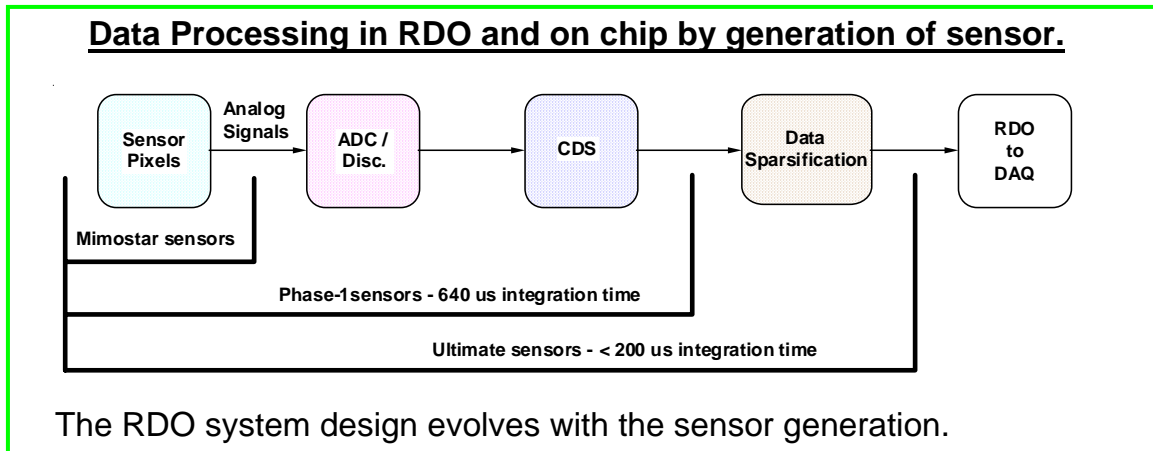 Data Processing in RDO and on chip by generation of sensor.
Analog
Signals
Sensor
Pixels
ADC /
Disc.
CDS
Data
Sparsification
RDO
to
DAQ
Mimostar sensors
Phase-1sensors - 640 us integration time
Ultimate sensors - < 200 us integration time
The RDO system design evolves with the sensor generation.